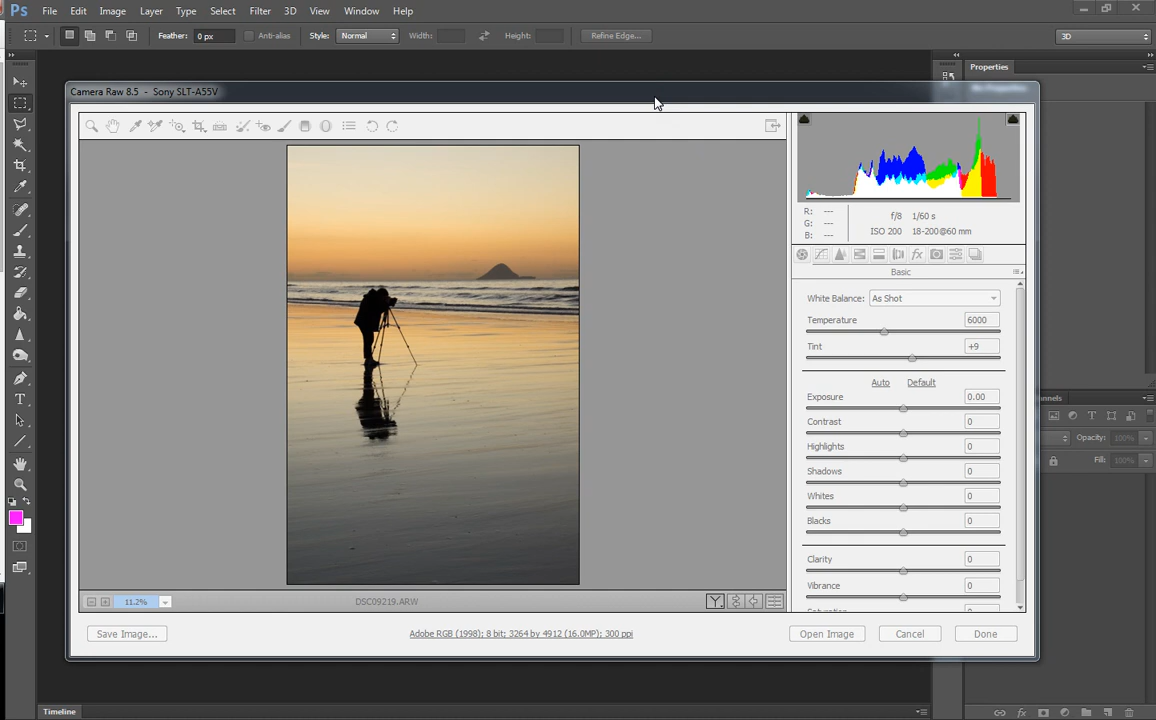 Ps File Edit Image Layer Type Select Filter 3D View Window Help
Feather: 0 px Anti-alias Style: Normal Width: Height: Refine Edge... 3D
Properties
Camera Raw 8.5 - Sony SLT-A55V
R: ---
G: ---
B: ---
f/8 1/60 s
ISO 200 18-200@60 mm
fx
Basic
White Balance: As Shot
Temperature 6000
Tint +9
Auto Default
Exposure 0.00
Contrast 0
Highlights 0
Shadows 0
Whites 0
Blacks 0
Clarity 0
Vibrance 0
Opacity: 100%
Fill: 100%
11.2% DSC09219.ARW Y
Save Image... Adobe RGB (1998); 8 bit; 3264 by 4912 (16.0MP); 300 ppi Open Image Cancel Done
Timeline
fx